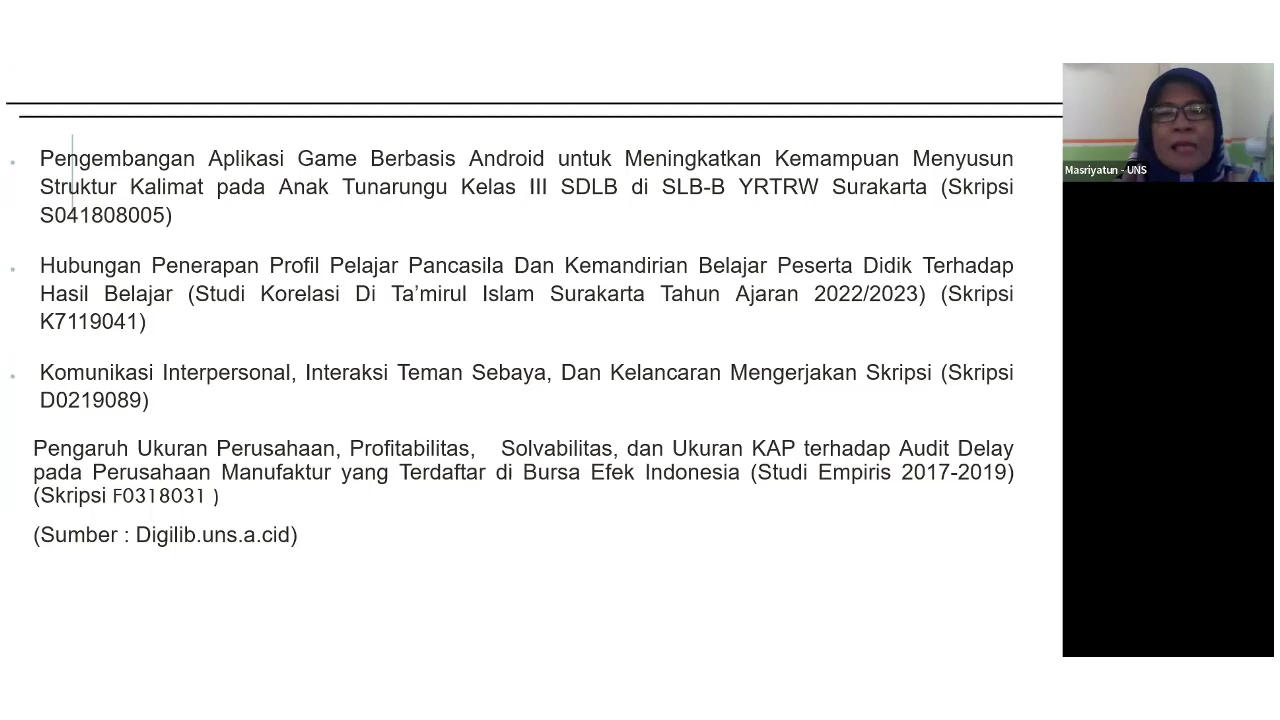 Pengembangan Aplikasi Game Berbasis Android untuk Meningkatkan Kemampuan Menyusun
Struktur Kalimat pada Anak Tunarungu Kelas III SDLB di SLB-B YRTRW Surakarta (Skripsi
S041808005)
Hubungan Penerapan Profil Pelajar Pancasila Dan Kemandirian Belajar Peserta Didik Terhadap
Hasil Belajar (Studi Korelasi Di Ta’mirul Islam Surakarta Tahun Ajaran 2022/2023) (Skripsi
K7119041)
Komunikasi Interpersonal, Interaksi Teman Sebaya, Dan Kelancaran Mengerjakan Skripsi (Skripsi
D0219089)
Pengaruh Ukuran Perusahaan, Profitabilitas, Solvabilitas, dan Ukuran KAP terhadap Audit Delay
pada Perusahaan Manufaktur yang Terdaftar di Bursa Efek Indonesia (Studi Empiris 2017-2019)
(Skripsi F0318031 )
(Sumber : Digilib.uns.a.cid)
Masriyatun - UNS